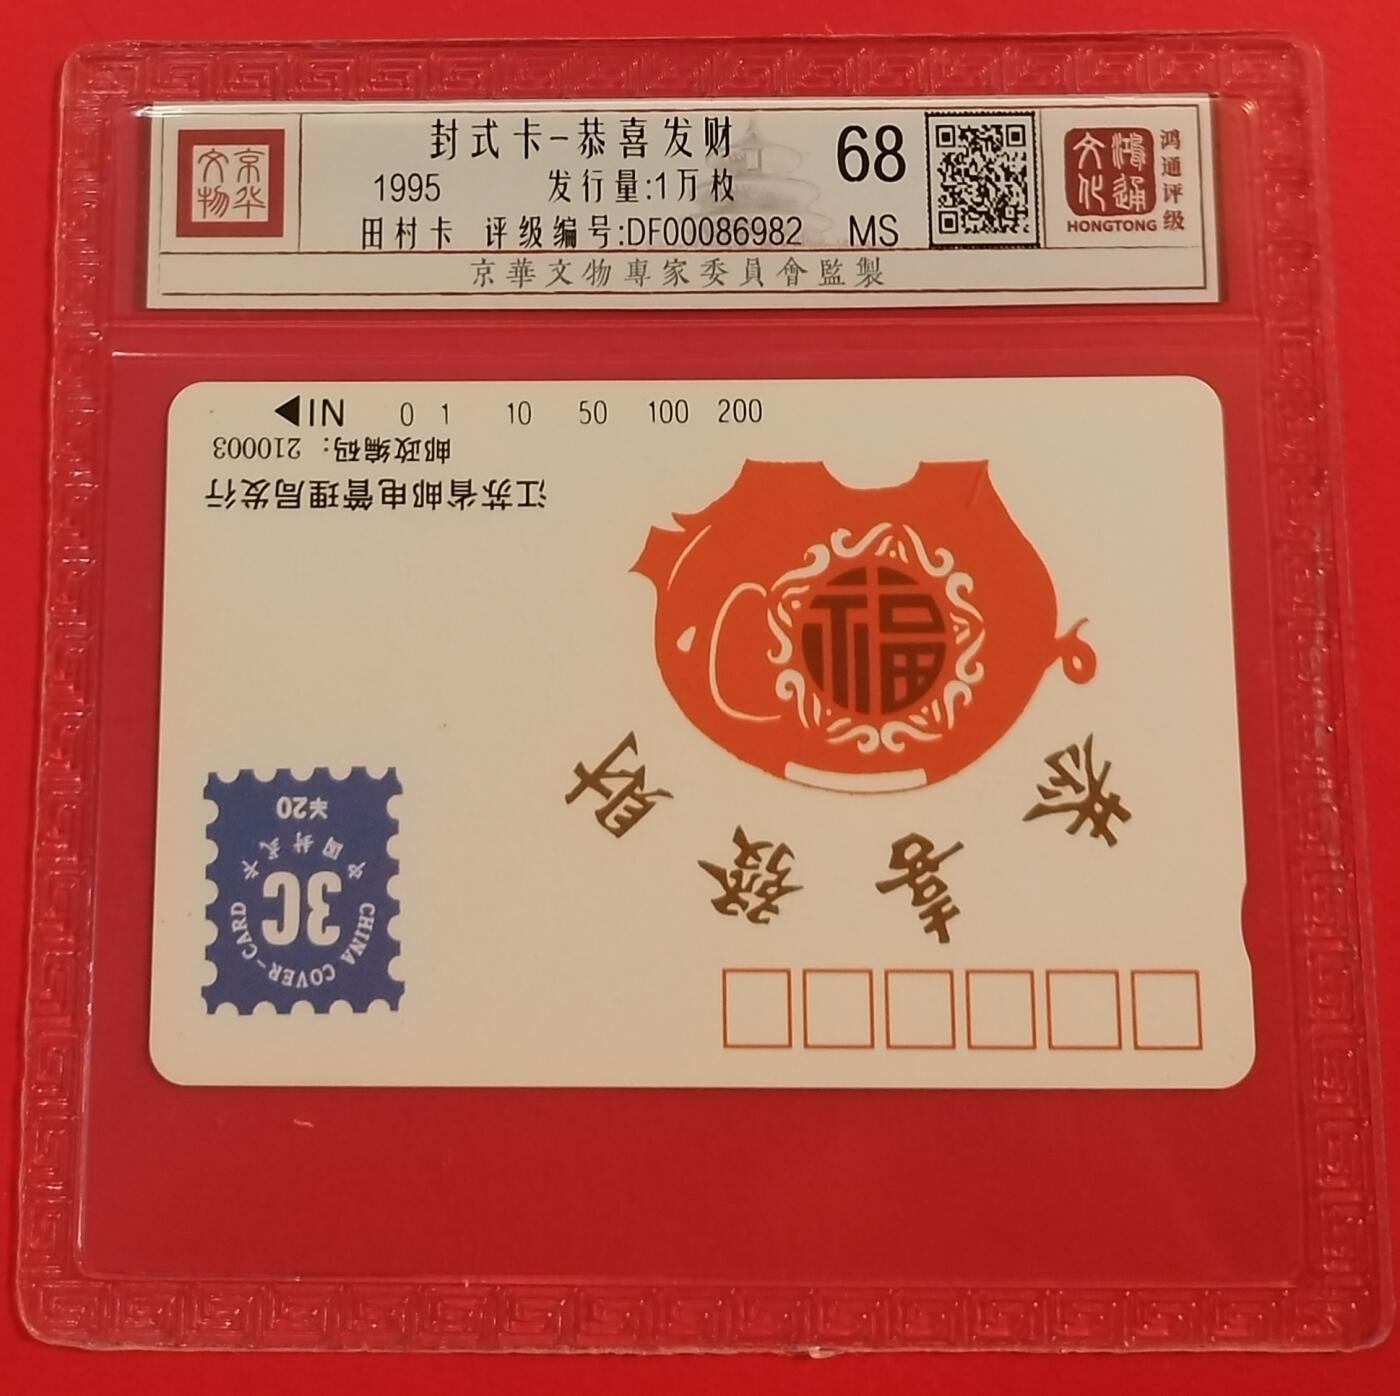 京华
文物
封式卡-恭喜发财
1995 发行量:1万枚
田村卡 评级编号:DF00086982
68
MS
鸿通
文化
HONGTONG
鸿通评级
京華文物專家委員會監製
◀IN 0 1 10 50 100 200
邮政编码：210003
江苏省邮电管理局发行
福
恭喜發財
¥20
中国封式卡
3C
CHINA COVER-CARD